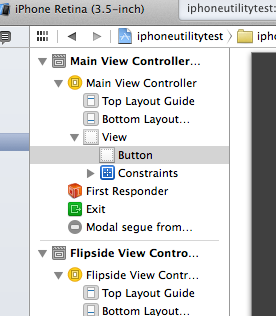 iPhone Retina (3.5-inch)
iphoneutilitytest:
iphoneutilitytest
ip
Main View Controller…
Main View Controller
Top Layout Guide
Bottom Layout…
View
Button
Constraints
First Responder
Exit
Modal segue from…
Flipside View Contro…
Flipside View Contr…
Top Layout Guide
Bottom Layout…